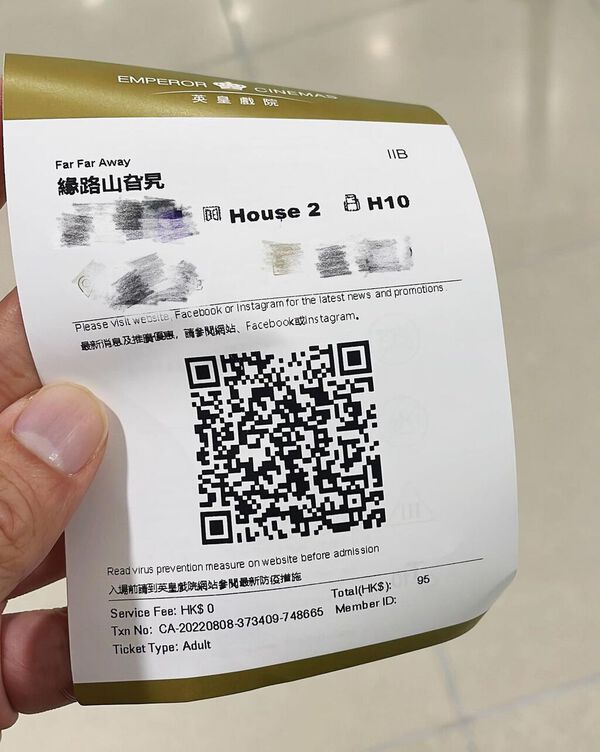 EMPEROR CINEMAS
英皇戲院
Far Far Away
IIB
緣路山旮旯
House 2 H10
Please visit website, Facebook or Instagram for the latest news and promotions.
最新消息及推廣優惠，請參閱網站、Facebook或Instagram。
Read virus prevention measure on website before admission
入場前請到英皇戲院網站參閱最新防疫措施
Service Fee: HK$ 0 Total(HK$): 95
Txn No: CA-20220808-373409-748665 Member ID:
Ticket Type: Adult